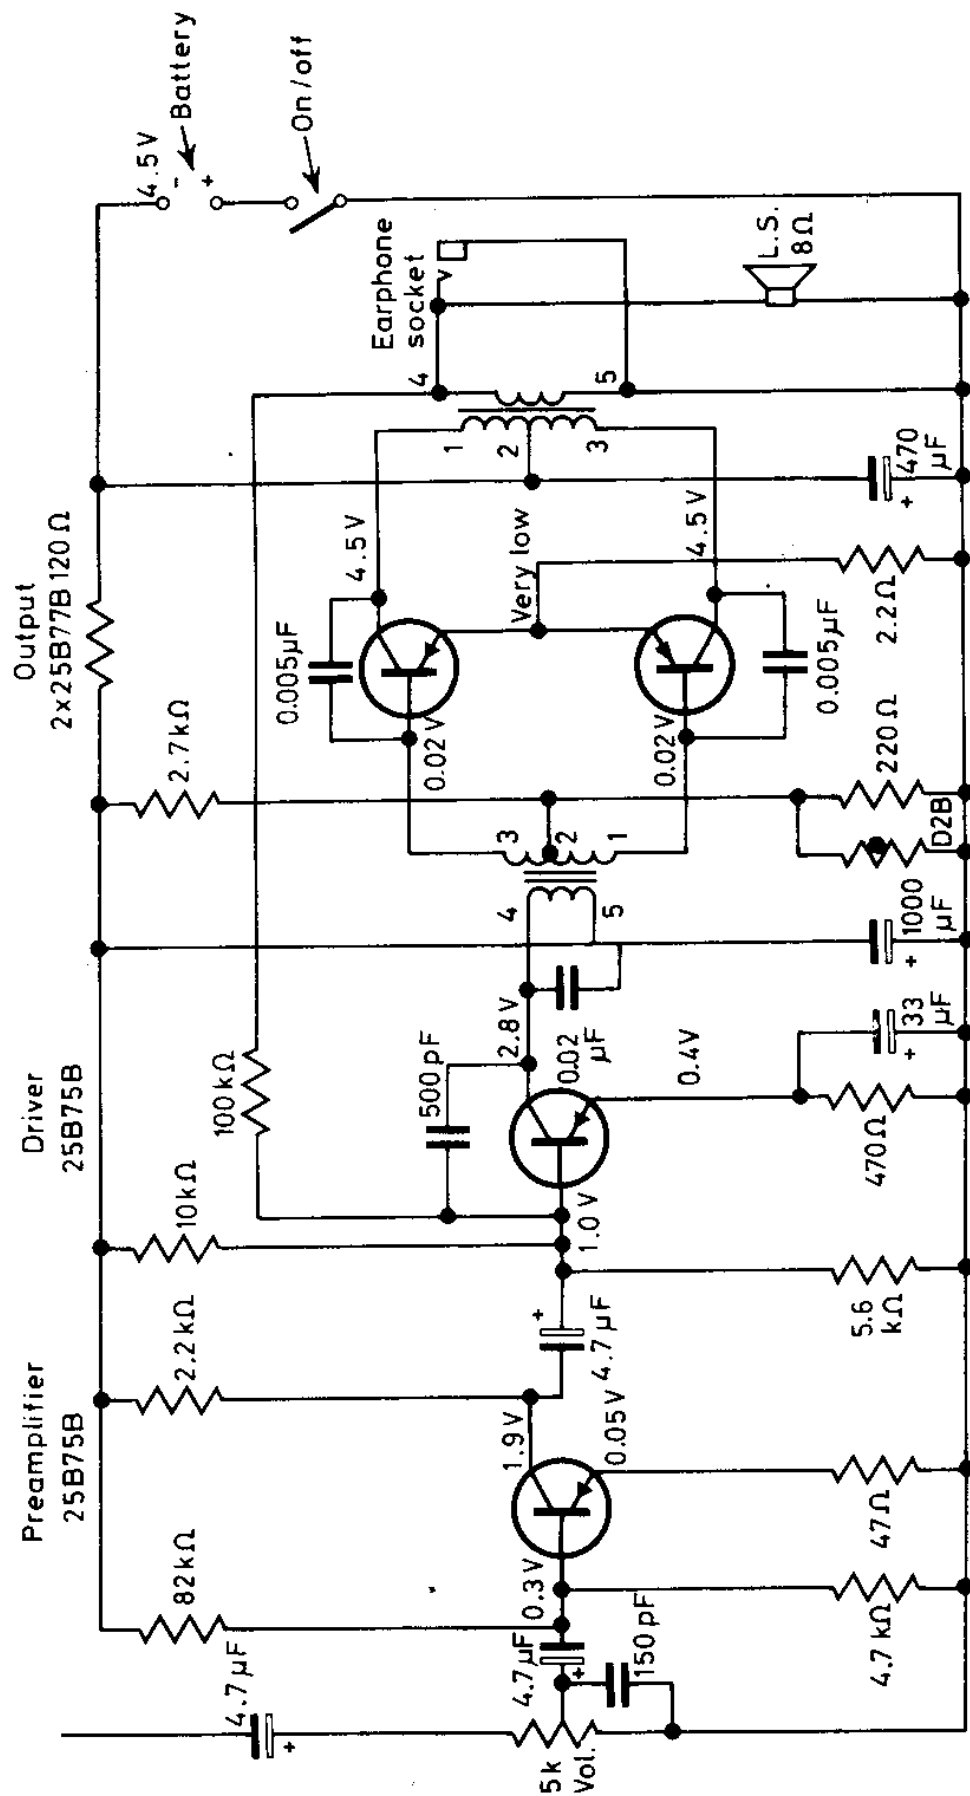 Preamplifier
25B75B
Driver
25B75B
Output
2x25B77B
120Ω
4.5V
-
+
Battery
On/off
4.7µF
+
82kΩ
2.2kΩ
10kΩ
100kΩ
2.7kΩ
0.005µF
4.5V
Earphone
socket
4
5
1
2
3
Very low
4.5V
0.02V
0.02V
0.005µF
3
2
1
4
5
500pF
2.8V
0.02
µF
0.4V
1.0V
+
4.7µF
1.9V
0.05V
0.3V
4.7µF
+
150pF
5k
Vol.
4.7kΩ
47Ω
5.6
kΩ
470Ω
+
33
µF
+
1000
µF
D2B
220Ω
2.2Ω
+
470
µF
L.S.
8Ω